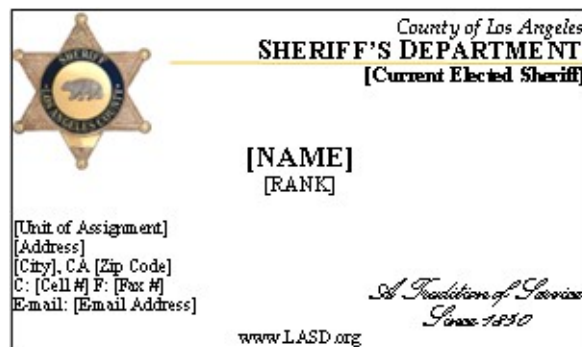 County of Los Angeles
SHERIFF'S DEPARTMENT
[Current Elected Sheriff]
SHERIFF
LOS ANGELES COUNTY
[NAME]
[RANK]
[Unit of Assignment]
[Address]
[City], CA [Zip Code]
C: [Cell #] F: [Fax #]
E-mail: [Email Address]
A Tradition of Service
Since 1850
www.LASD.org